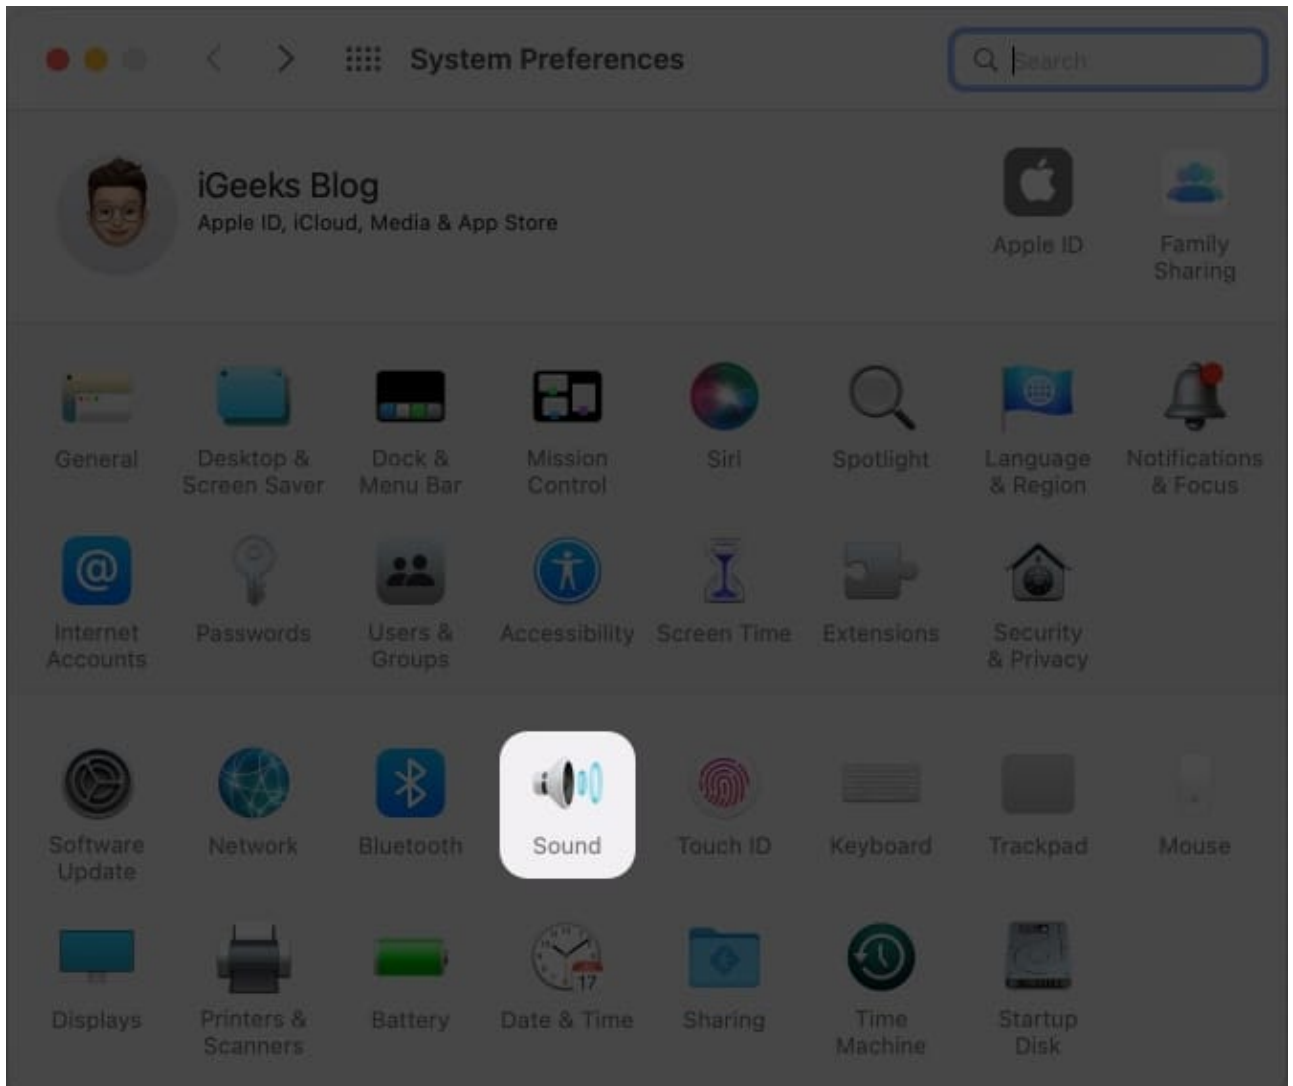 System Preferences
Search
iGeeks Blog
Apple ID, iCloud, Media & App Store
Apple ID
Family
Sharing
General
Desktop &
Screen Saver
Dock &
Menu Bar
Mission
Control
Siri
Spotlight
Language
& Region
Notifications
& Focus
Internet
Accounts
Passwords
Users &
Groups
Accessibility
Screen Time
Extensions
Security
& Privacy
Software
Update
Network
Bluetooth
Sound
Touch ID
Keyboard
Trackpad
Mouse
Displays
Printers &
Scanners
Battery
17
Date & Time
Sharing
Time
Machine
Startup
Disk